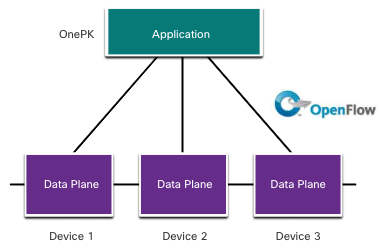 OnePK
Application
OpenFlow
Data Plane
Data Plane
Data Plane
Device 1
Device 2
Device 3